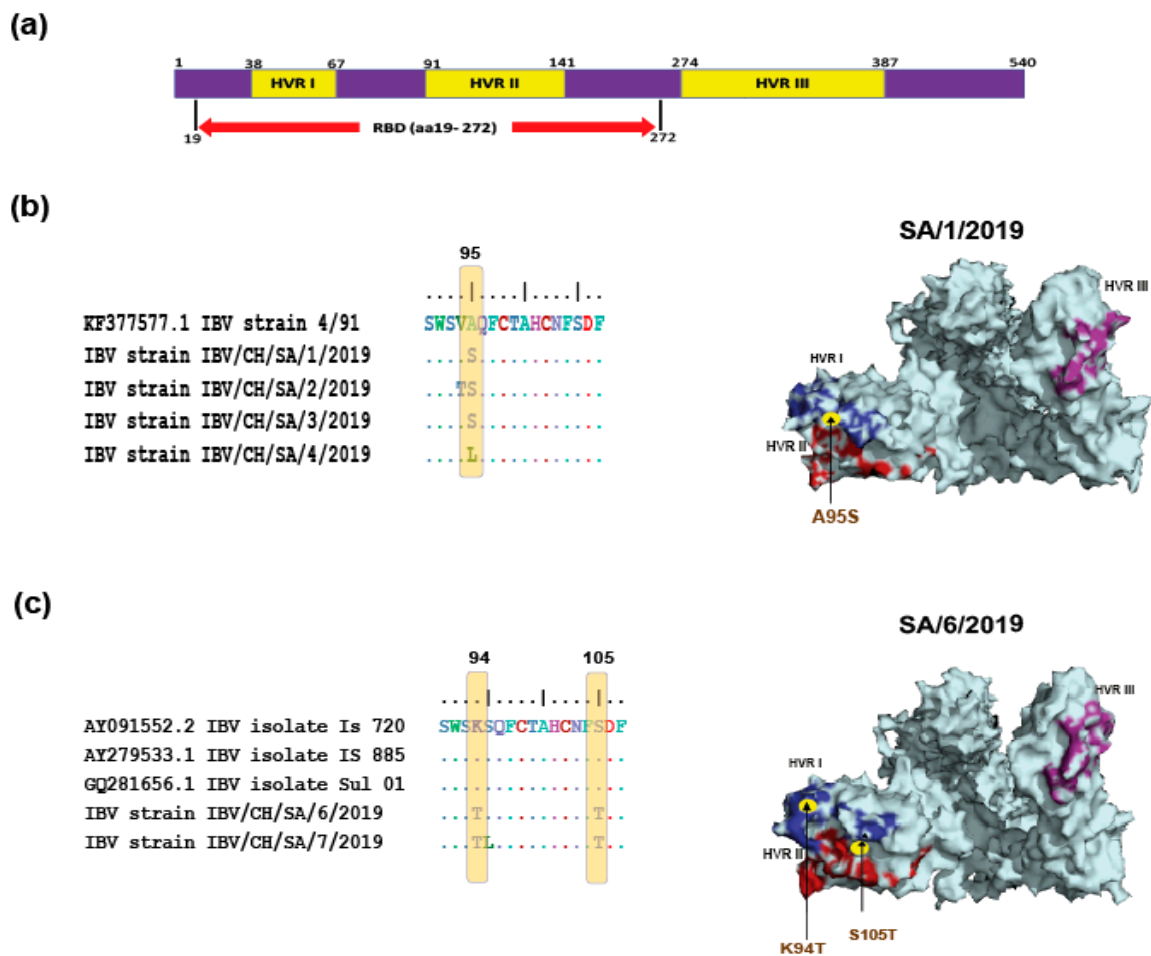 (a)
1 38 67 91 141 274 387 540
HVR I HVR II HVR III
RBD (aa19- 272)
19 272
(b)
SA/1/2019
95
HVR III
....|....|....|..
KF377577.1 IBV strain 4/91 SWSVAQFCTAHCNFSDF
IBV strain IBV/CH/SA/1/2019 ....S............
HVR I
IBV strain IBV/CH/SA/2/2019 ...TS............
IBV strain IBV/CH/SA/3/2019 ....S............
HVR II
IBV strain IBV/CH/SA/4/2019 ....L............
A95S
(c)
SA/6/2019
94 105
HVR III
....|....|....|..
AY091552.2 IBV isolate Is 720 SWSKSQFCTAHCNFSDF
AY279533.1 IBV isolate IS 885 .................
HVR I
GQ281656.1 IBV isolate Sul 01 .................
IBV strain IBV/CH/SA/6/2019 ...T..........T..
IBV strain IBV/CH/SA/7/2019 ...TL.........T..
HVR II
S105T
K94T